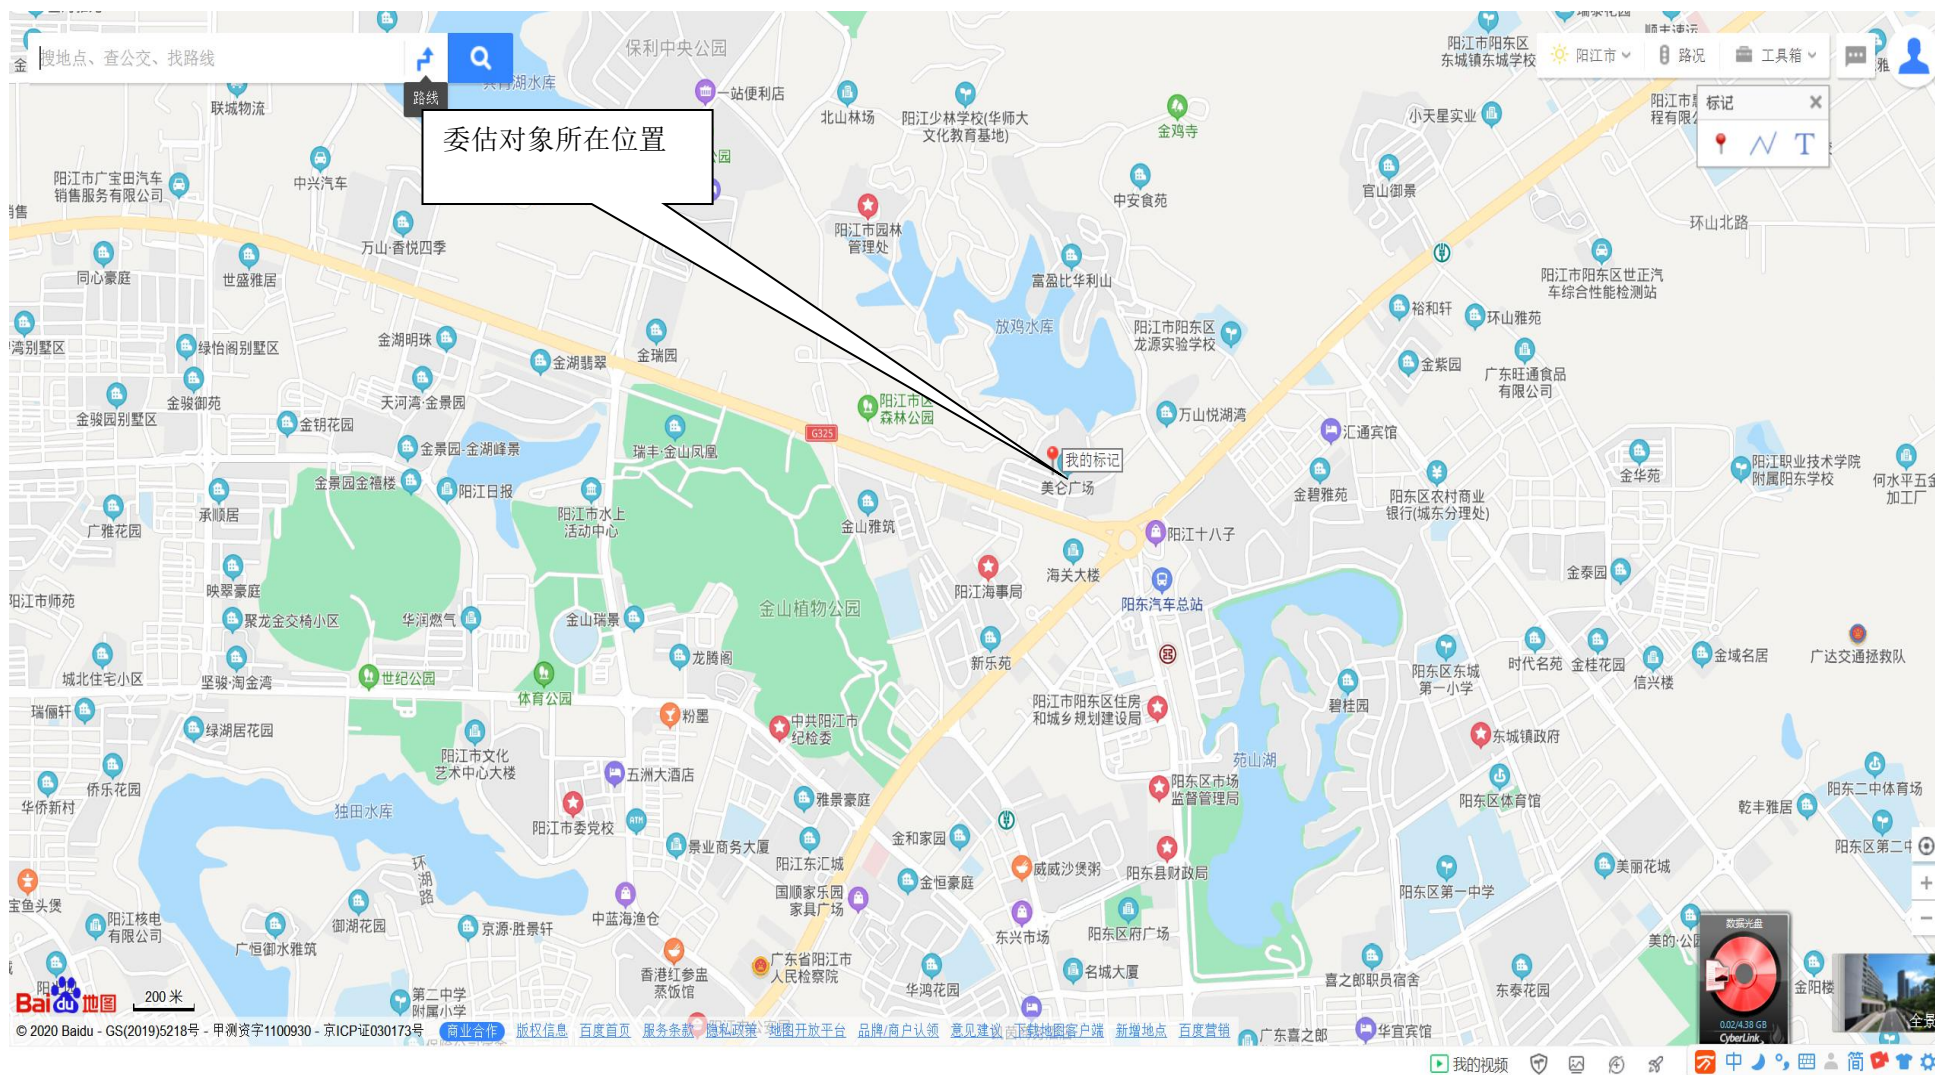 保利中央公园
搜地点、查公交、找路线
路线
委估对象所在位置
联城物流
一站便利店
北山林场
阳江少林学校(华师大
文化教育基地)
金鸡寺
小天星实业
阳江市阳东区
东城镇东城学校
阳江市
路况
工具箱
标记
T
阳江市广宝田汽车
销售服务有限公司
中兴汽车
中安食苑
官山御景
环山北路
阳江市园林
管理处
万山·香悦四季
同心豪庭
世盛雅居
富盈比华利山
阳江市阳东区世正汽
车综合性能检测站
裕和轩
环山雅苑
放鸡水库
阳江市阳东区
龙源实验学校
绿怡阁别墅区
金湖明珠
金湖翡翠
金瑞园
金紫园
广东旺通食品
有限公司
金骏园别墅区
金骏御苑
天河湾·金景园
金钥花园
阳江市区
森林公园
万山悦湖湾
G325
汇通宾馆
金景园-金湖峰景
瑞丰·金山凤凰
我的标记
美仑广场
金景园金禧楼
阳江日报
金碧雅苑
阳东区农村商业
银行(城东分理处)
金华苑
阳江职业技术学院
附属阳东学校
何水平五金
加工厂
广雅花园
承顺居
阳江市水上
活动中心
金山雅筑
阳江十八子
海关大楼
阳江海事局
阳东汽车总站
金泰园
映翠豪庭
阳江市师苑
聚龙金交椅小区
华润燃气
金山瑞景
金山植物公园
新乐苑
龙腾阁
城北住宅小区
坚骏·淘金湾
世纪公园
体育公园
阳东区东城
第一小学
时代名苑
金桂花园
信兴楼
金域名居
广达交通拯救队
瑞俪轩
绿湖居花园
粉墨
中共阳江市
纪检委
阳江市阳东区住房
和城乡规划建设局
碧桂园
东城镇政府
阳江市文化
艺术中心大楼
五洲大酒店
苑山湖
侨乐花园
华侨新村
独田水库
阳江市委党校
ATM
雅景豪庭
阳东区市场
监督管理局
阳东区体育馆
阳东二中体育场
乾丰雅居
景业商务大厦
阳江东汇城
金和家园
威威沙煲粥
阳东县财政局
美丽花城
环湖路
国顺家乐园
家具广场
金恒豪庭
阳东区第一中学
阳江核电
有限公司
御湖花园
京源·胜景轩
中蓝海渔仓
东兴市场
阳东区府广场
广恒御水雅筑
香港红参盅
蒸饭馆
广东省阳江市
人民检察院
华鸿花园
名城大厦
喜之郎职员宿舍
东泰花园
金阳楼
数据光盘
0.02/4.38 GB
CyberLink
全景
Bai du 地图
200 米
第二中学
附属小学
© 2020 Baidu - GS(2019)5218号 - 甲测资字1100930 - 京ICP证030173号
商业合作
版权信息
百度首页
服务条款
隐私政策
地图开放平台
品牌/商户认领
意见建议
下载地图客户端
新增地点
百度营销
广东喜之郎
华宜宾馆
我的视频
中
简